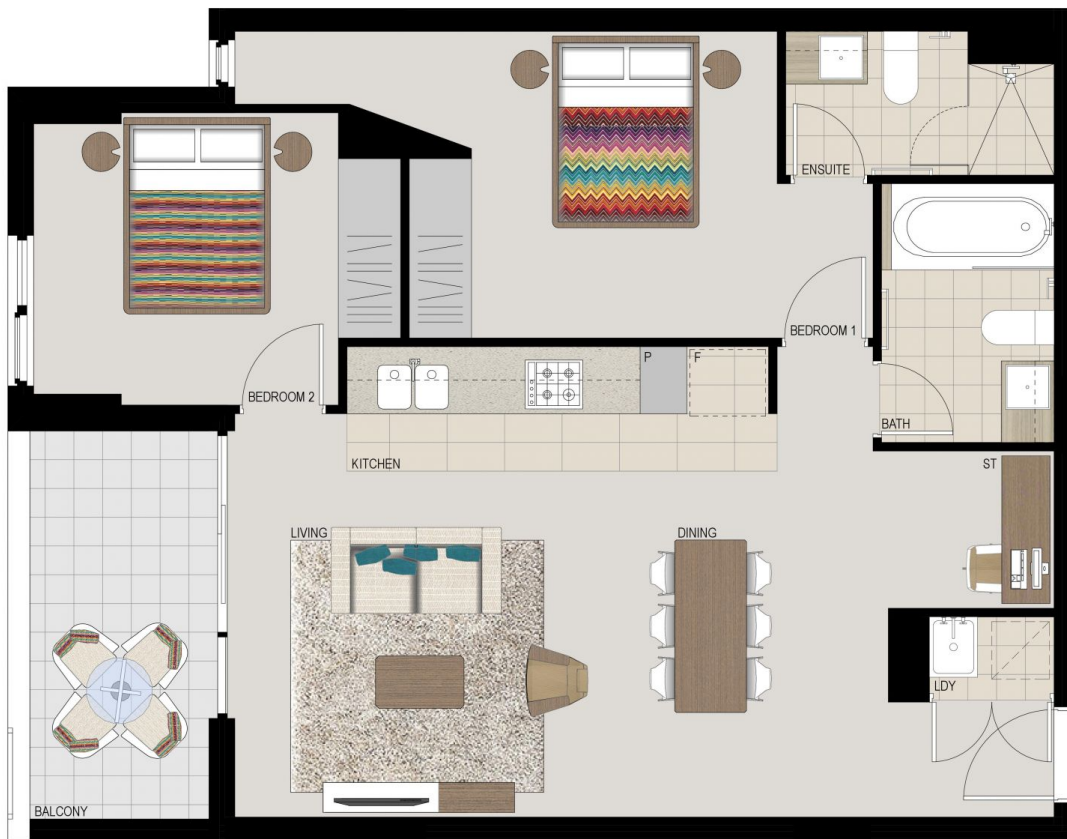 ENSUITE
BEDROOM 1
P
F
BEDROOM 2
BATH
KITCHEN
ST
LIVING
DINING
LDY
BALCONY